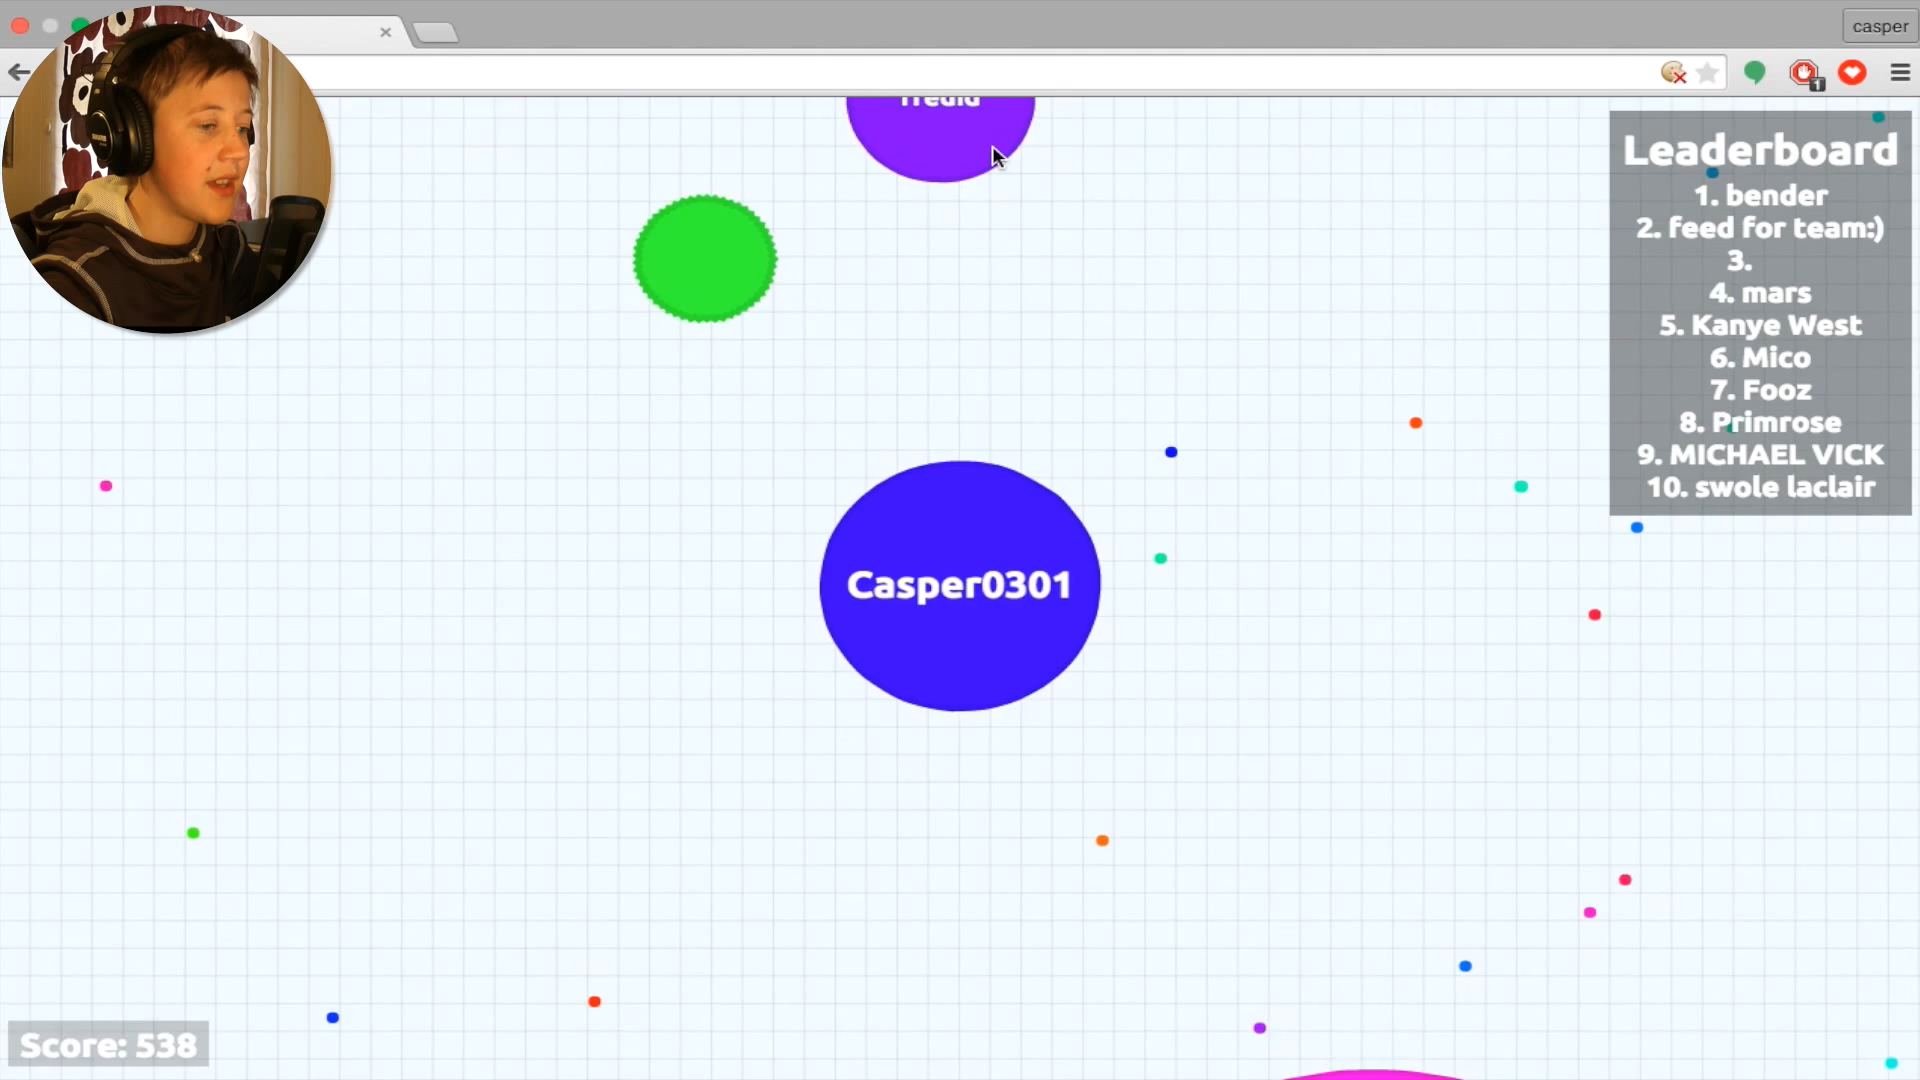 casper
1
Leaderboard
1. bender
2. feed for team:)
3.
4. mars
5. Kanye West
6. Mico
7. Fooz
8. Primrose
9. MICHAEL VICK
10. swole laclair
Casper0301
Score: 538